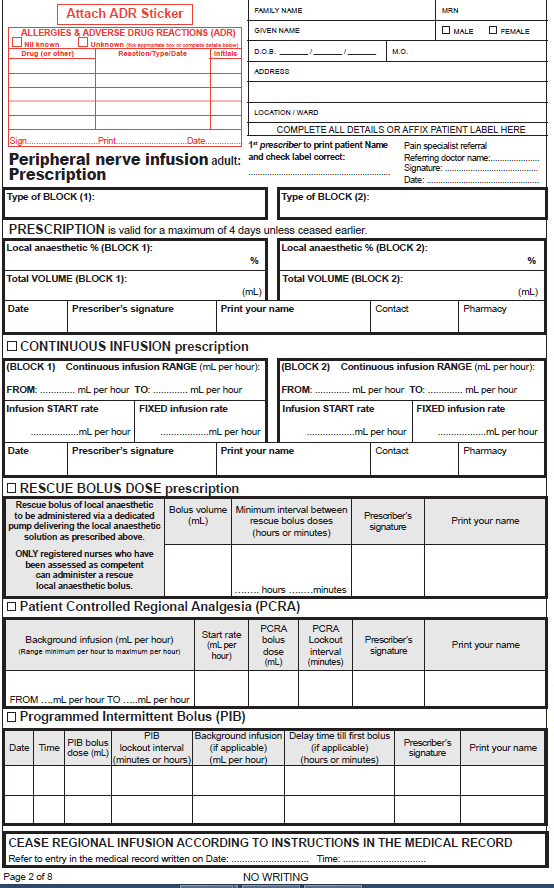 Attach ADR Sticker
ALLERGIES & ADVERSE DRUG REACTIONS (ADR)
Nil known Unknown (tick appropriate box or complete details below)
Drug (or other) Reaction/Type/Date Initials
Sign.................... Print.................... Date....................
FAMILY NAME MRN
GIVEN NAME MALE FEMALE
D.O.B. ______/______/______ M.O.
ADDRESS
LOCATION / WARD
COMPLETE ALL DETAILS OR AFFIX PATIENT LABEL HERE
1st prescriber to print patient Name
and check label correct:
....................................................
Pain specialist referral
Referring doctor name:....................
Signature: ....................................
Date: ..........................................
Peripheral nerve infusion adult:
Prescription
Type of BLOCK (1): Type of BLOCK (2):
PRESCRIPTION is valid for a maximum of 4 days unless ceased earlier.
Local anaesthetic % (BLOCK 1): Local anaesthetic % (BLOCK 2):
% %
Total VOLUME (BLOCK 1): Total VOLUME (BLOCK 2):
(mL) (mL)
Date Prescriber's signature Print your name Contact Pharmacy
CONTINUOUS INFUSION prescription
(BLOCK 1) Continuous infusion RANGE (mL per hour): (BLOCK 2) Continuous infusion RANGE (mL per hour):
FROM: ............. mL per hour TO: ............ mL per hour FROM: ............. mL per hour TO: ............ mL per hour
Infusion START rate FIXED infusion rate Infusion START rate FIXED infusion rate
..................mL per hour ..................mL per hour ..................mL per hour ..................mL per hour
Date Prescriber's signature Print your name Contact Pharmacy
RESCUE BOLUS DOSE prescription
Rescue bolus of local anaesthetic
to be administered via a dedicated
pump delivering the local anaesthetic
solution as prescribed above.
ONLY registered nurses who have
been assessed as competent
can administer a rescue
local anaesthetic bolus.
Bolus volume
(mL)
Minimum interval between
rescue bolus doses
(hours or minutes)
Prescriber's
signature
Print your name
........ hours ........minutes
Patient Controlled Regional Analgesia (PCRA)
Background infusion (mL per hour)
(Range minimum per hour to maximum per hour)
Start rate
(mL per
hour)
PCRA
bolus
dose
(mL)
PCRA
Lockout
interval
(minutes)
Prescriber's
signature
Print your name
FROM ....mL per hour TO .....mL per hour
Programmed Intermittent Bolus (PIB)
Date
Time
PIB bolus
dose (mL)
PIB
lockout interval
(minutes or hours)
Background infusion
(if applicable)
(mL per hour)
Delay time till first bolus
(if applicable)
(hours or minutes)
Prescriber's
signature
Print your name
CEASE REGIONAL INFUSION ACCORDING TO INSTRUCTIONS IN THE MEDICAL RECORD
Refer to entry in the medical record written on Date: ............................ Time: ..............................
Page 2 of 8 NO WRITING